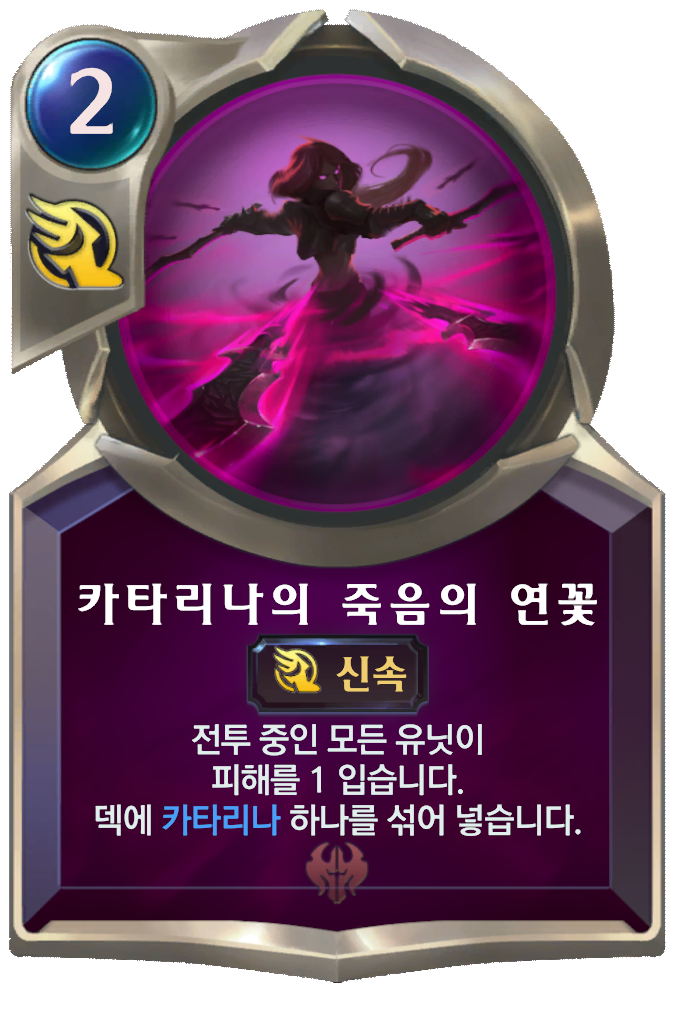 2
카타리나의 죽음의 연꽃
신속
전투 중인 모든 유닛이
피해를 1 입습니다.
덱에 카타리나 하나를 섞어 넣습니다.